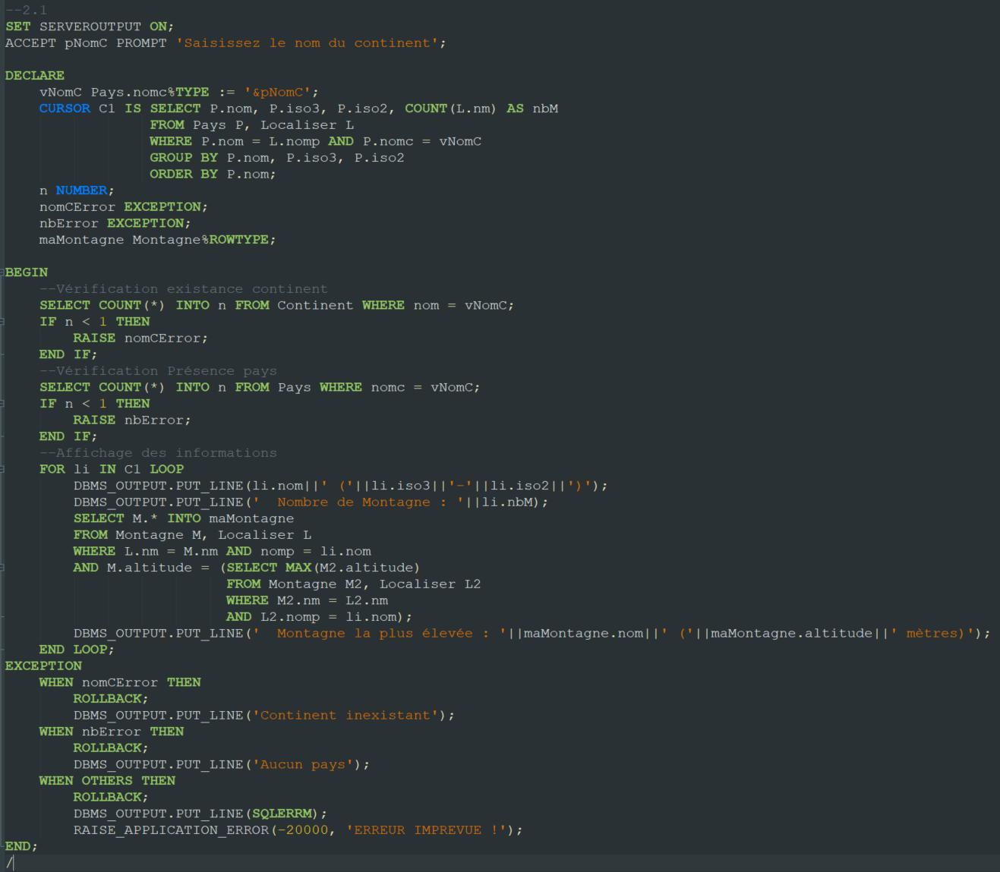 --2.1
SET SERVEROUTPUT ON;
ACCEPT pNomC PROMPT 'Saisissez le nom du continent';

DECLARE
    vNomC Pays.nomc%TYPE := '&pNomC';
    CURSOR C1 IS SELECT P.nom, P.iso3, P.iso2, COUNT(L.nm) AS nbM
                 FROM Pays P, Localiser L
                 WHERE P.nom = L.nomp AND P.nomc = vNomC
                 GROUP BY P.nom, P.iso3, P.iso2
                 ORDER BY P.nom;
    n NUMBER;
    nomCError EXCEPTION;
    nbError EXCEPTION;
    maMontagne Montagne%ROWTYPE;

BEGIN
    --Vérification existance continent
    SELECT COUNT(*) INTO n FROM Continent WHERE nom = vNomC;
    IF n < 1 THEN
        RAISE nomCError;
    END IF;
    --Vérification Présence pays
    SELECT COUNT(*) INTO n FROM Pays WHERE nomc = vNomC;
    IF n < 1 THEN
        RAISE nbError;
    END IF;
    --Affichage des informations
    FOR li IN C1 LOOP
        DBMS_OUTPUT.PUT_LINE(li.nom||' ('||li.iso3||'-'||li.iso2||')');
        DBMS_OUTPUT.PUT_LINE('  Nombre de Montagne : '||li.nbM);
        SELECT M.* INTO maMontagne
        FROM Montagne M, Localiser L
        WHERE L.nm = M.nm AND nomp = li.nom
        AND M.altitude = (SELECT MAX(M2.altitude)
                          FROM Montagne M2, Localiser L2
                          WHERE M2.nm = L2.nm
                          AND L2.nomp = li.nom);
        DBMS_OUTPUT.PUT_LINE('  Montagne la plus élevée : '||maMontagne.nom||' ('||maMontagne.altitude||' mètres)');
    END LOOP;
EXCEPTION
    WHEN nomCError THEN
        ROLLBACK;
        DBMS_OUTPUT.PUT_LINE('Continent inexistant');
    WHEN nbError THEN
        ROLLBACK;
        DBMS_OUTPUT.PUT_LINE('Aucun pays');
    WHEN OTHERS THEN
        ROLLBACK;
        DBMS_OUTPUT.PUT_LINE(SQLERRM);
        RAISE_APPLICATION_ERROR(-20000, 'ERREUR IMPREVUE !');
END;
/